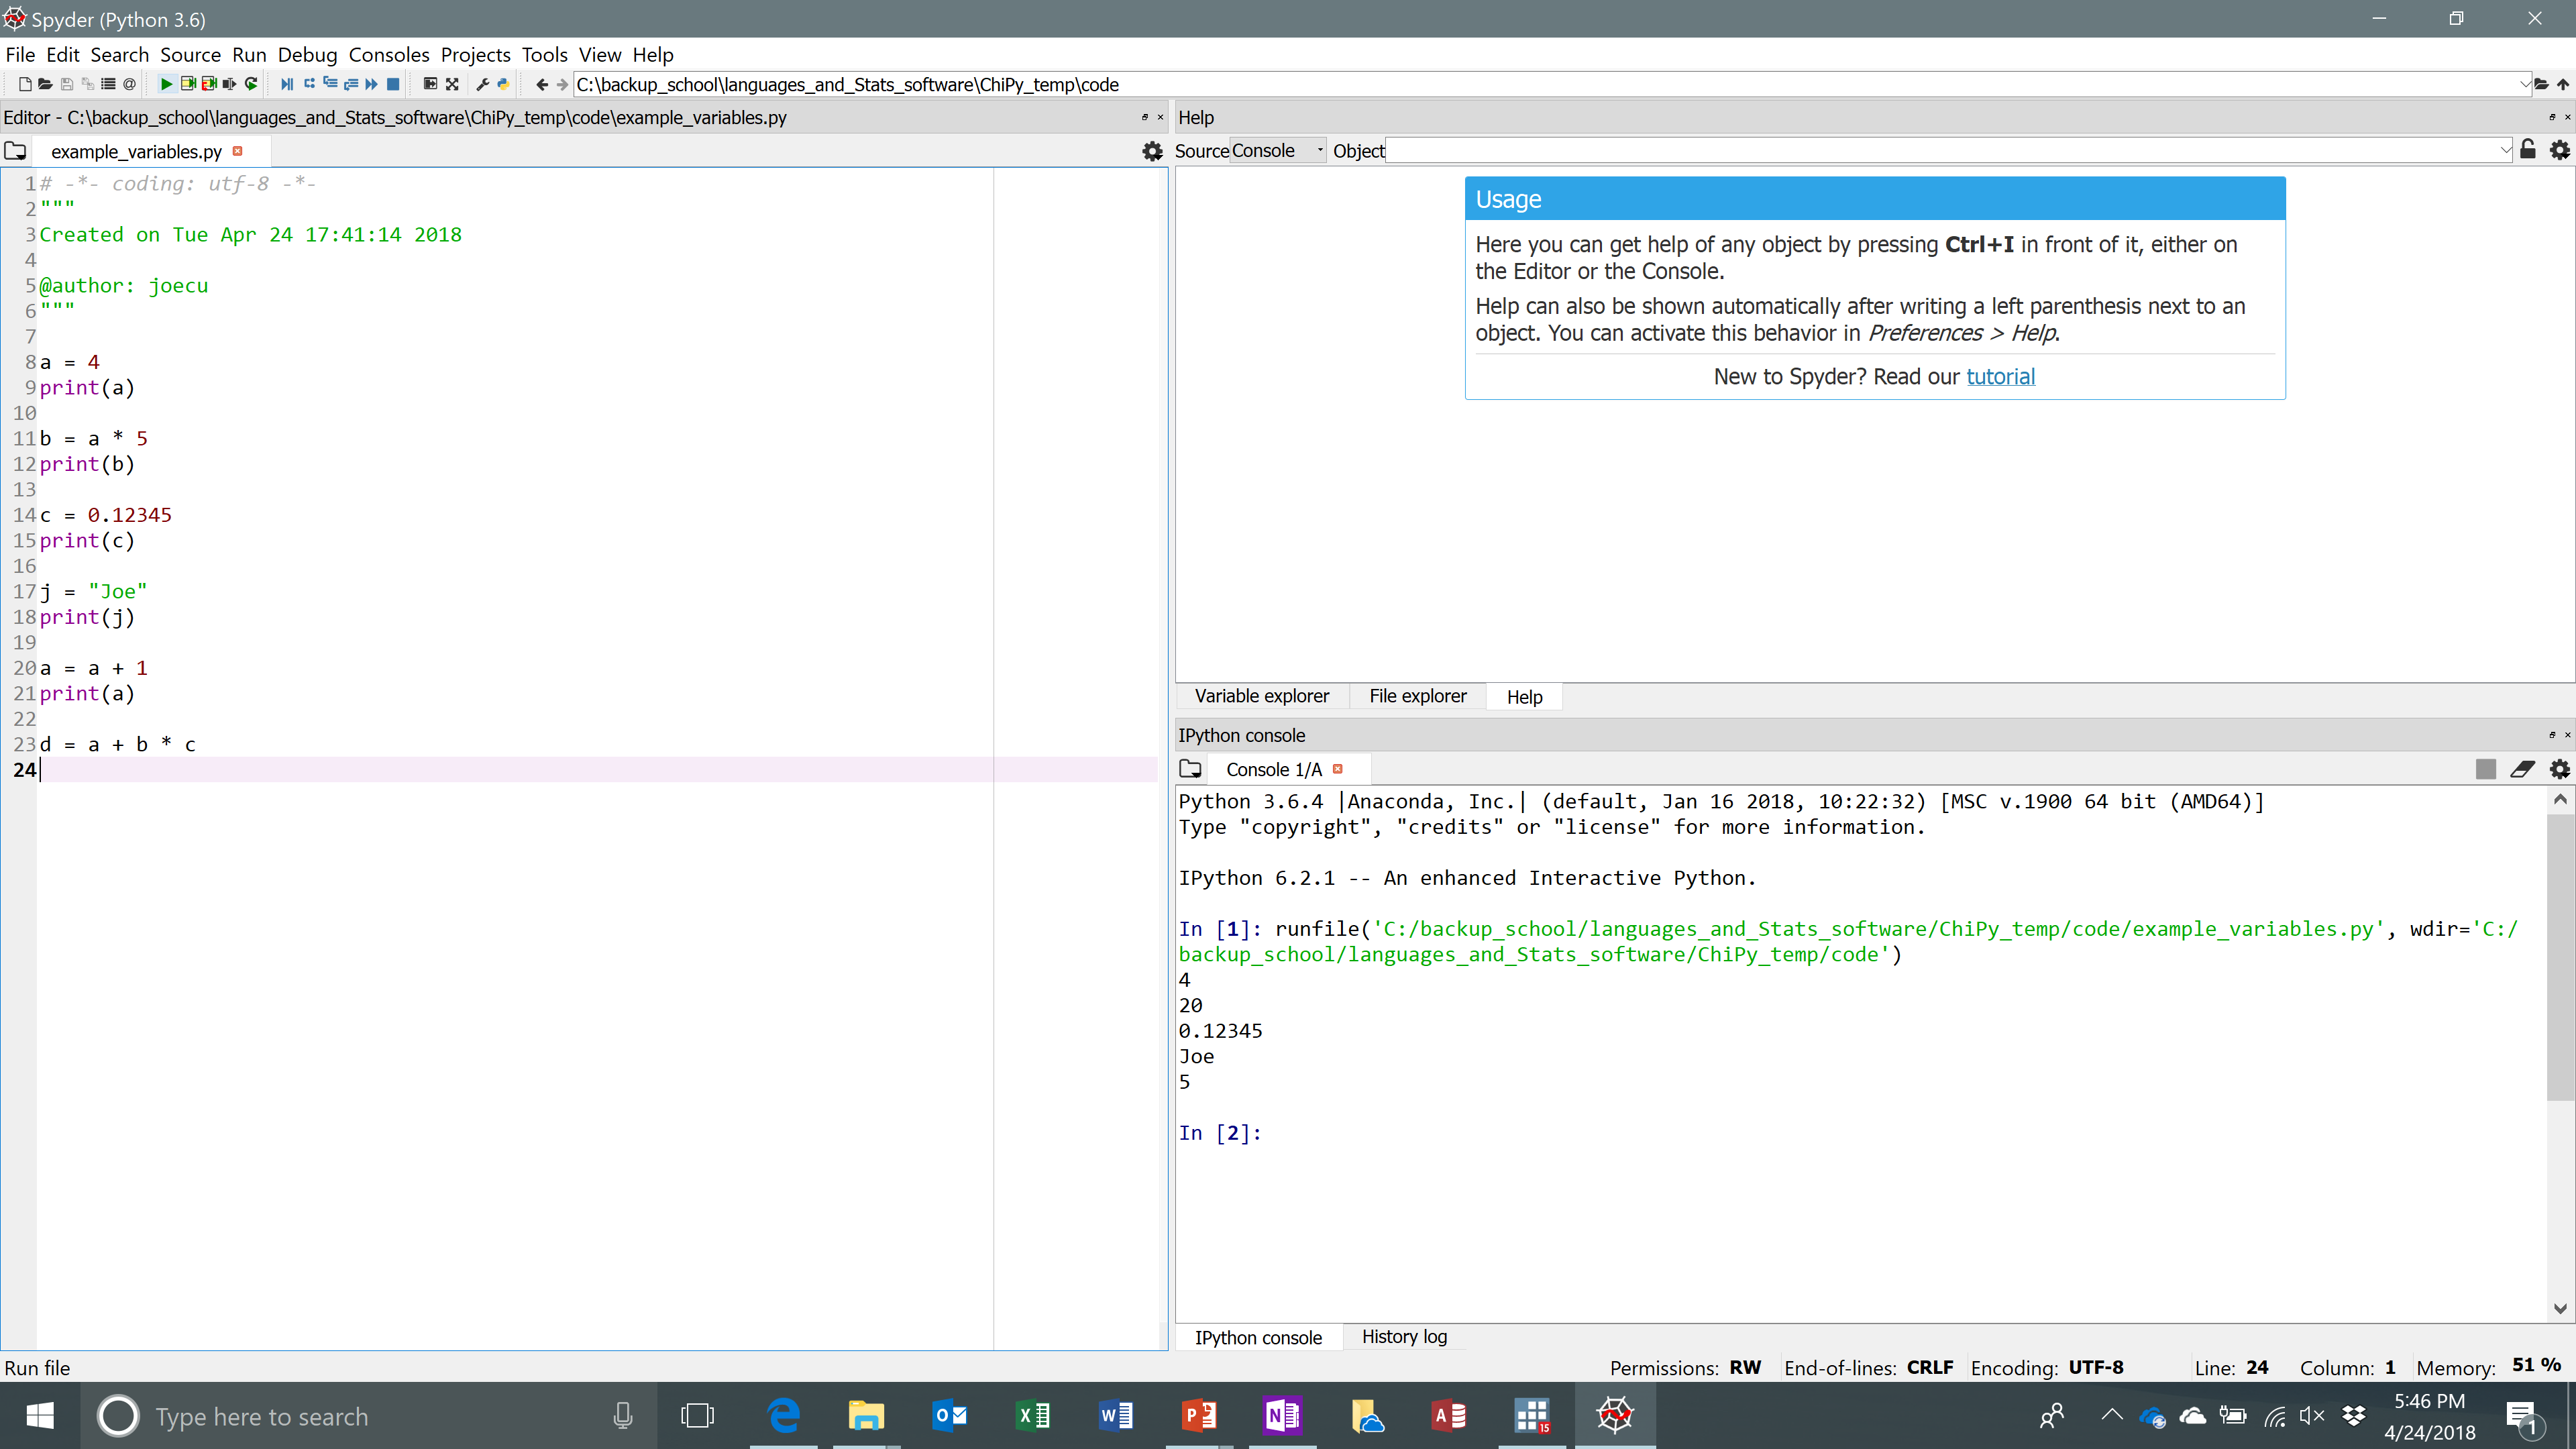 Spyder (Python 3.6)
File Edit Search Source Run Debug Consoles Projects Tools View Help
C:\backup_school\languages_and_Stats_software\ChiPy_temp\code
Editor - C:\backup_school\languages_and_Stats_software\ChiPy_temp\code\example_variables.py
example_variables.py
1 # -*- coding: utf-8 -*-
2 """
3 Created on Tue Apr 24 17:41:14 2018
4
5 @author: joecu
6 """
7
8 a = 4
9 print(a)
10
11 b = a * 5
12 print(b)
13
14 c = 0.12345
15 print(c)
16
17 j = "Joe"
18 print(j)
19
20 a = a + 1
21 print(a)
22
23 d = a + b * c
24
Help
Source Console Object
Usage
Here you can get help of any object by pressing Ctrl+I in front of it, either on
the Editor or the Console.
Help can also be shown automatically after writing a left parenthesis next to an
object. You can activate this behavior in Preferences > Help.
New to Spyder? Read our tutorial
Variable explorer File explorer Help
IPython console
Console 1/A
Python 3.6.4 |Anaconda, Inc.| (default, Jan 16 2018, 10:22:32) [MSC v.1900 64 bit (AMD64)]
Type "copyright", "credits" or "license" for more information.
IPython 6.2.1 -- An enhanced Interactive Python.
In [1]: runfile('C:/backup_school/languages_and_Stats_software/ChiPy_temp/code/example_variables.py', wdir='C:/
backup_school/languages_and_Stats_software/ChiPy_temp/code')
4
20
0.12345
Joe
5
In [2]:
IPython console History log
Run file
Permissions: RW End-of-lines: CRLF Encoding: UTF-8 Line: 24 Column: 1 Memory: 51 %
Type here to search
15
5:46 PM
4/24/2018
1